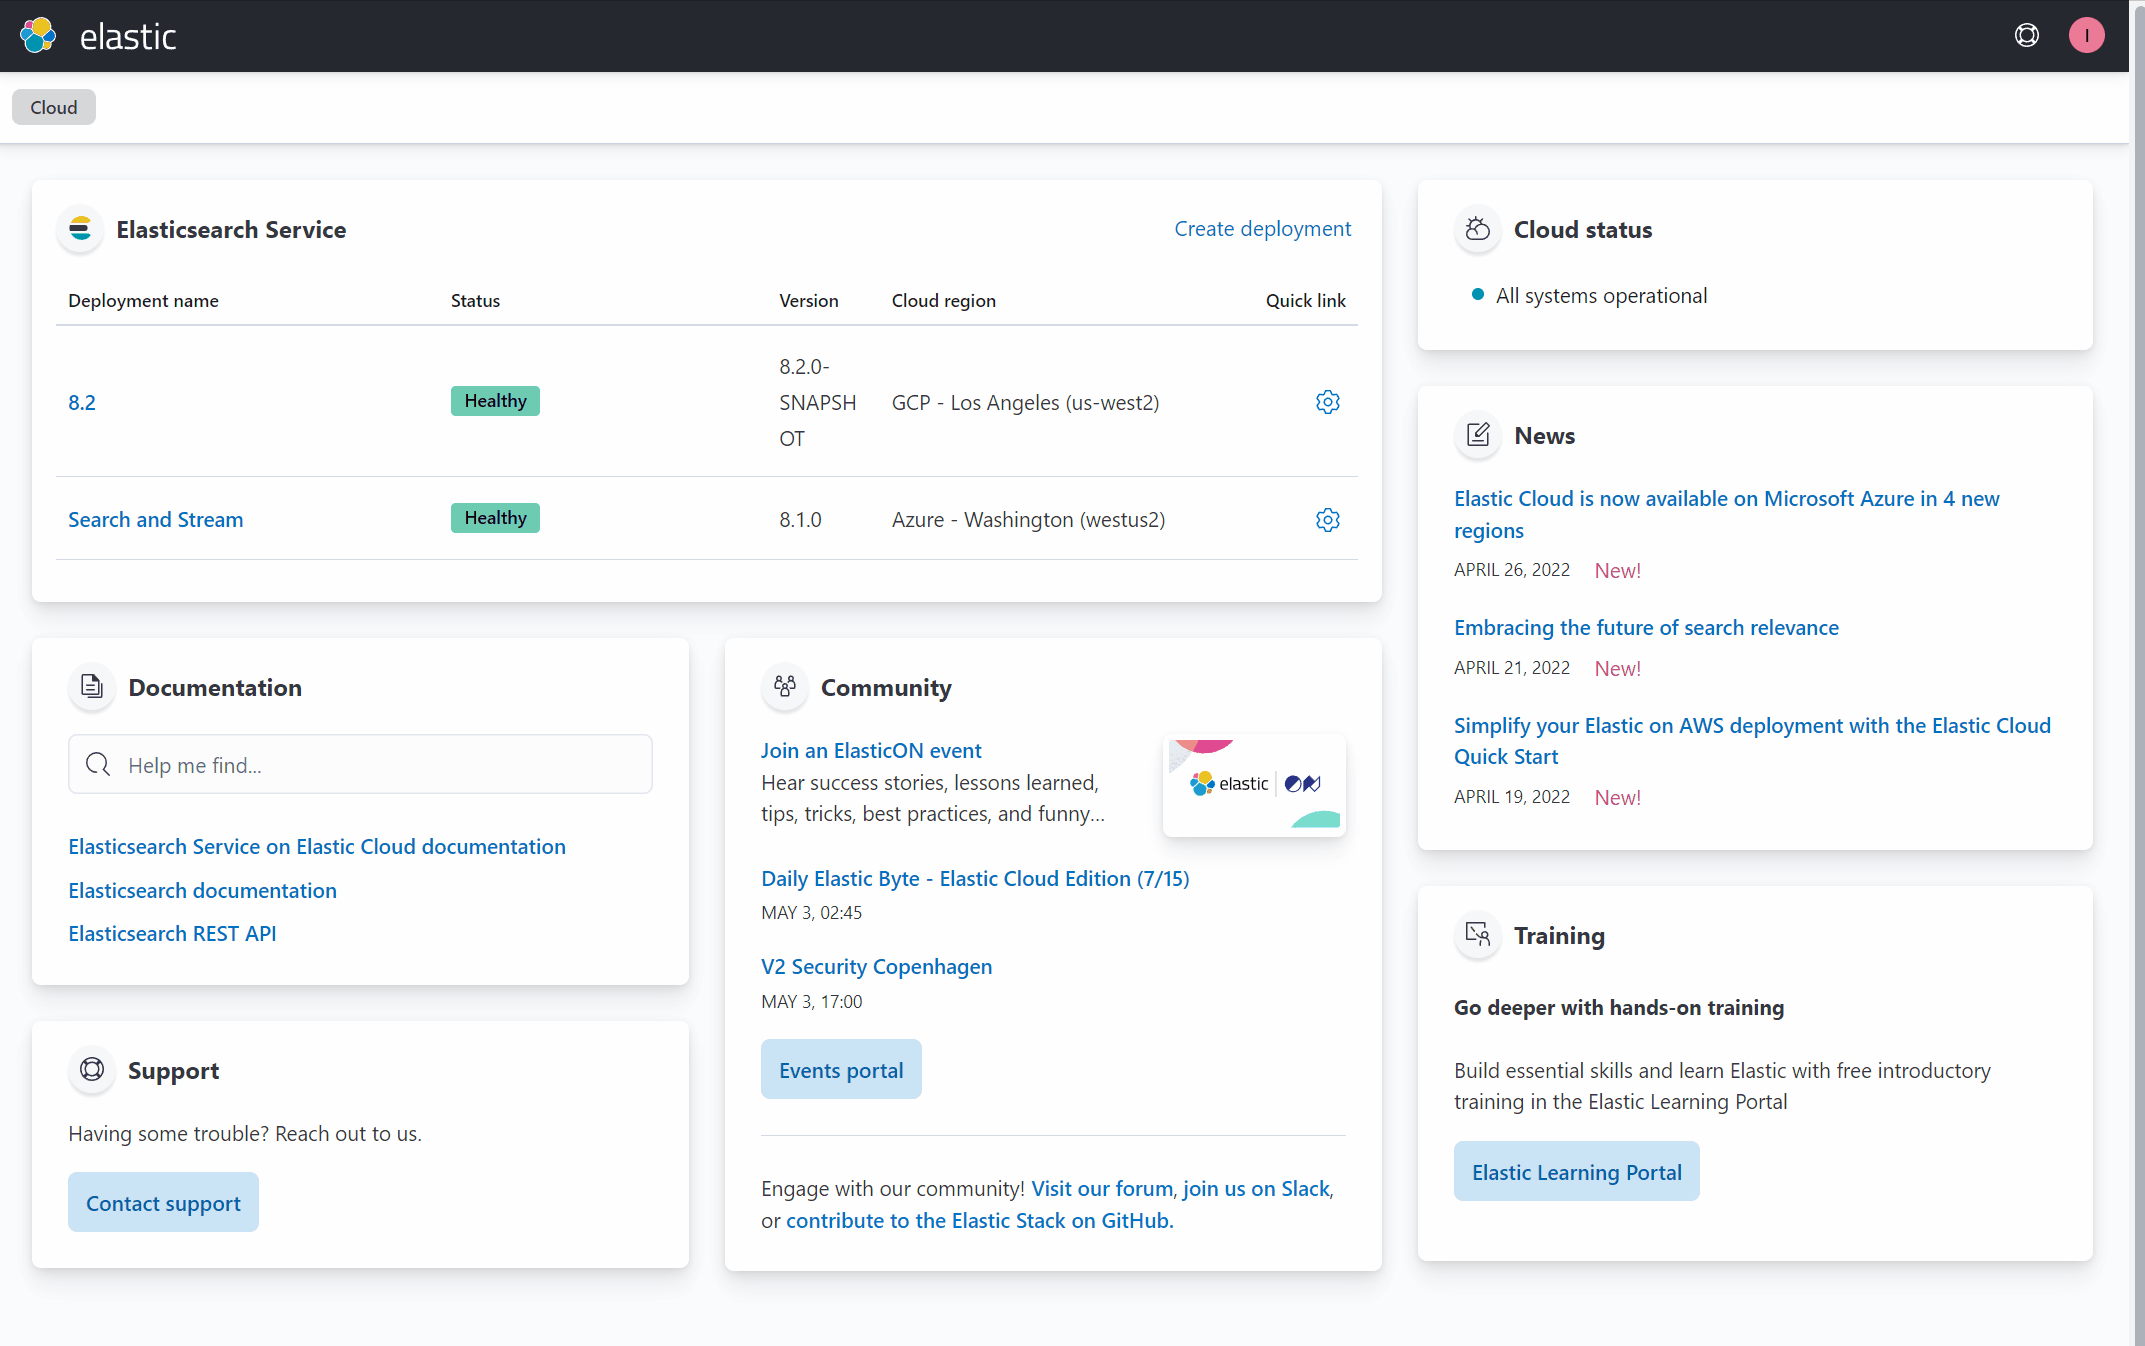 elastic
I
Cloud
Elasticsearch Service
Create deployment
Deployment name Status Version Cloud region Quick link
8.2 Healthy 8.2.0-
SNAPSH
OT GCP - Los Angeles (us-west2)
Search and Stream Healthy 8.1.0 Azure - Washington (westus2)
Documentation
Help me find...
Elasticsearch Service on Elastic Cloud documentation
Elasticsearch documentation
Elasticsearch REST API
Support
Having some trouble? Reach out to us.
Contact support
Community
Join an ElasticON event
Hear success stories, lessons learned,
tips, tricks, best practices, and funny...
elastic ON
Daily Elastic Byte - Elastic Cloud Edition (7/15)
MAY 3, 02:45
V2 Security Copenhagen
MAY 3, 17:00
Events portal
Engage with our community! Visit our forum, join us on Slack,
or contribute to the Elastic Stack on GitHub.
Cloud status
All systems operational
News
Elastic Cloud is now available on Microsoft Azure in 4 new
regions
APRIL 26, 2022 New!
Embracing the future of search relevance
APRIL 21, 2022 New!
Simplify your Elastic on AWS deployment with the Elastic Cloud
Quick Start
APRIL 19, 2022 New!
Training
Go deeper with hands-on training
Build essential skills and learn Elastic with free introductory
training in the Elastic Learning Portal
Elastic Learning Portal